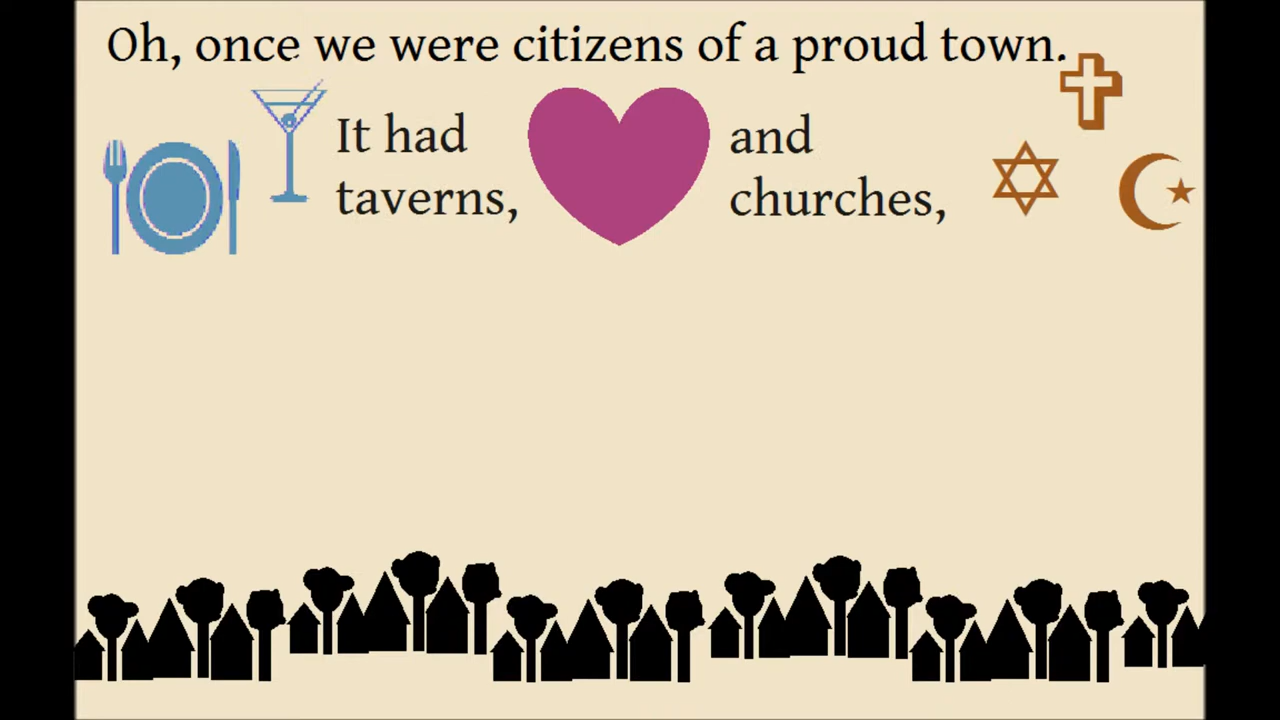 Oh, once we were citizens of a proud town.
It had
taverns,
and
churches,